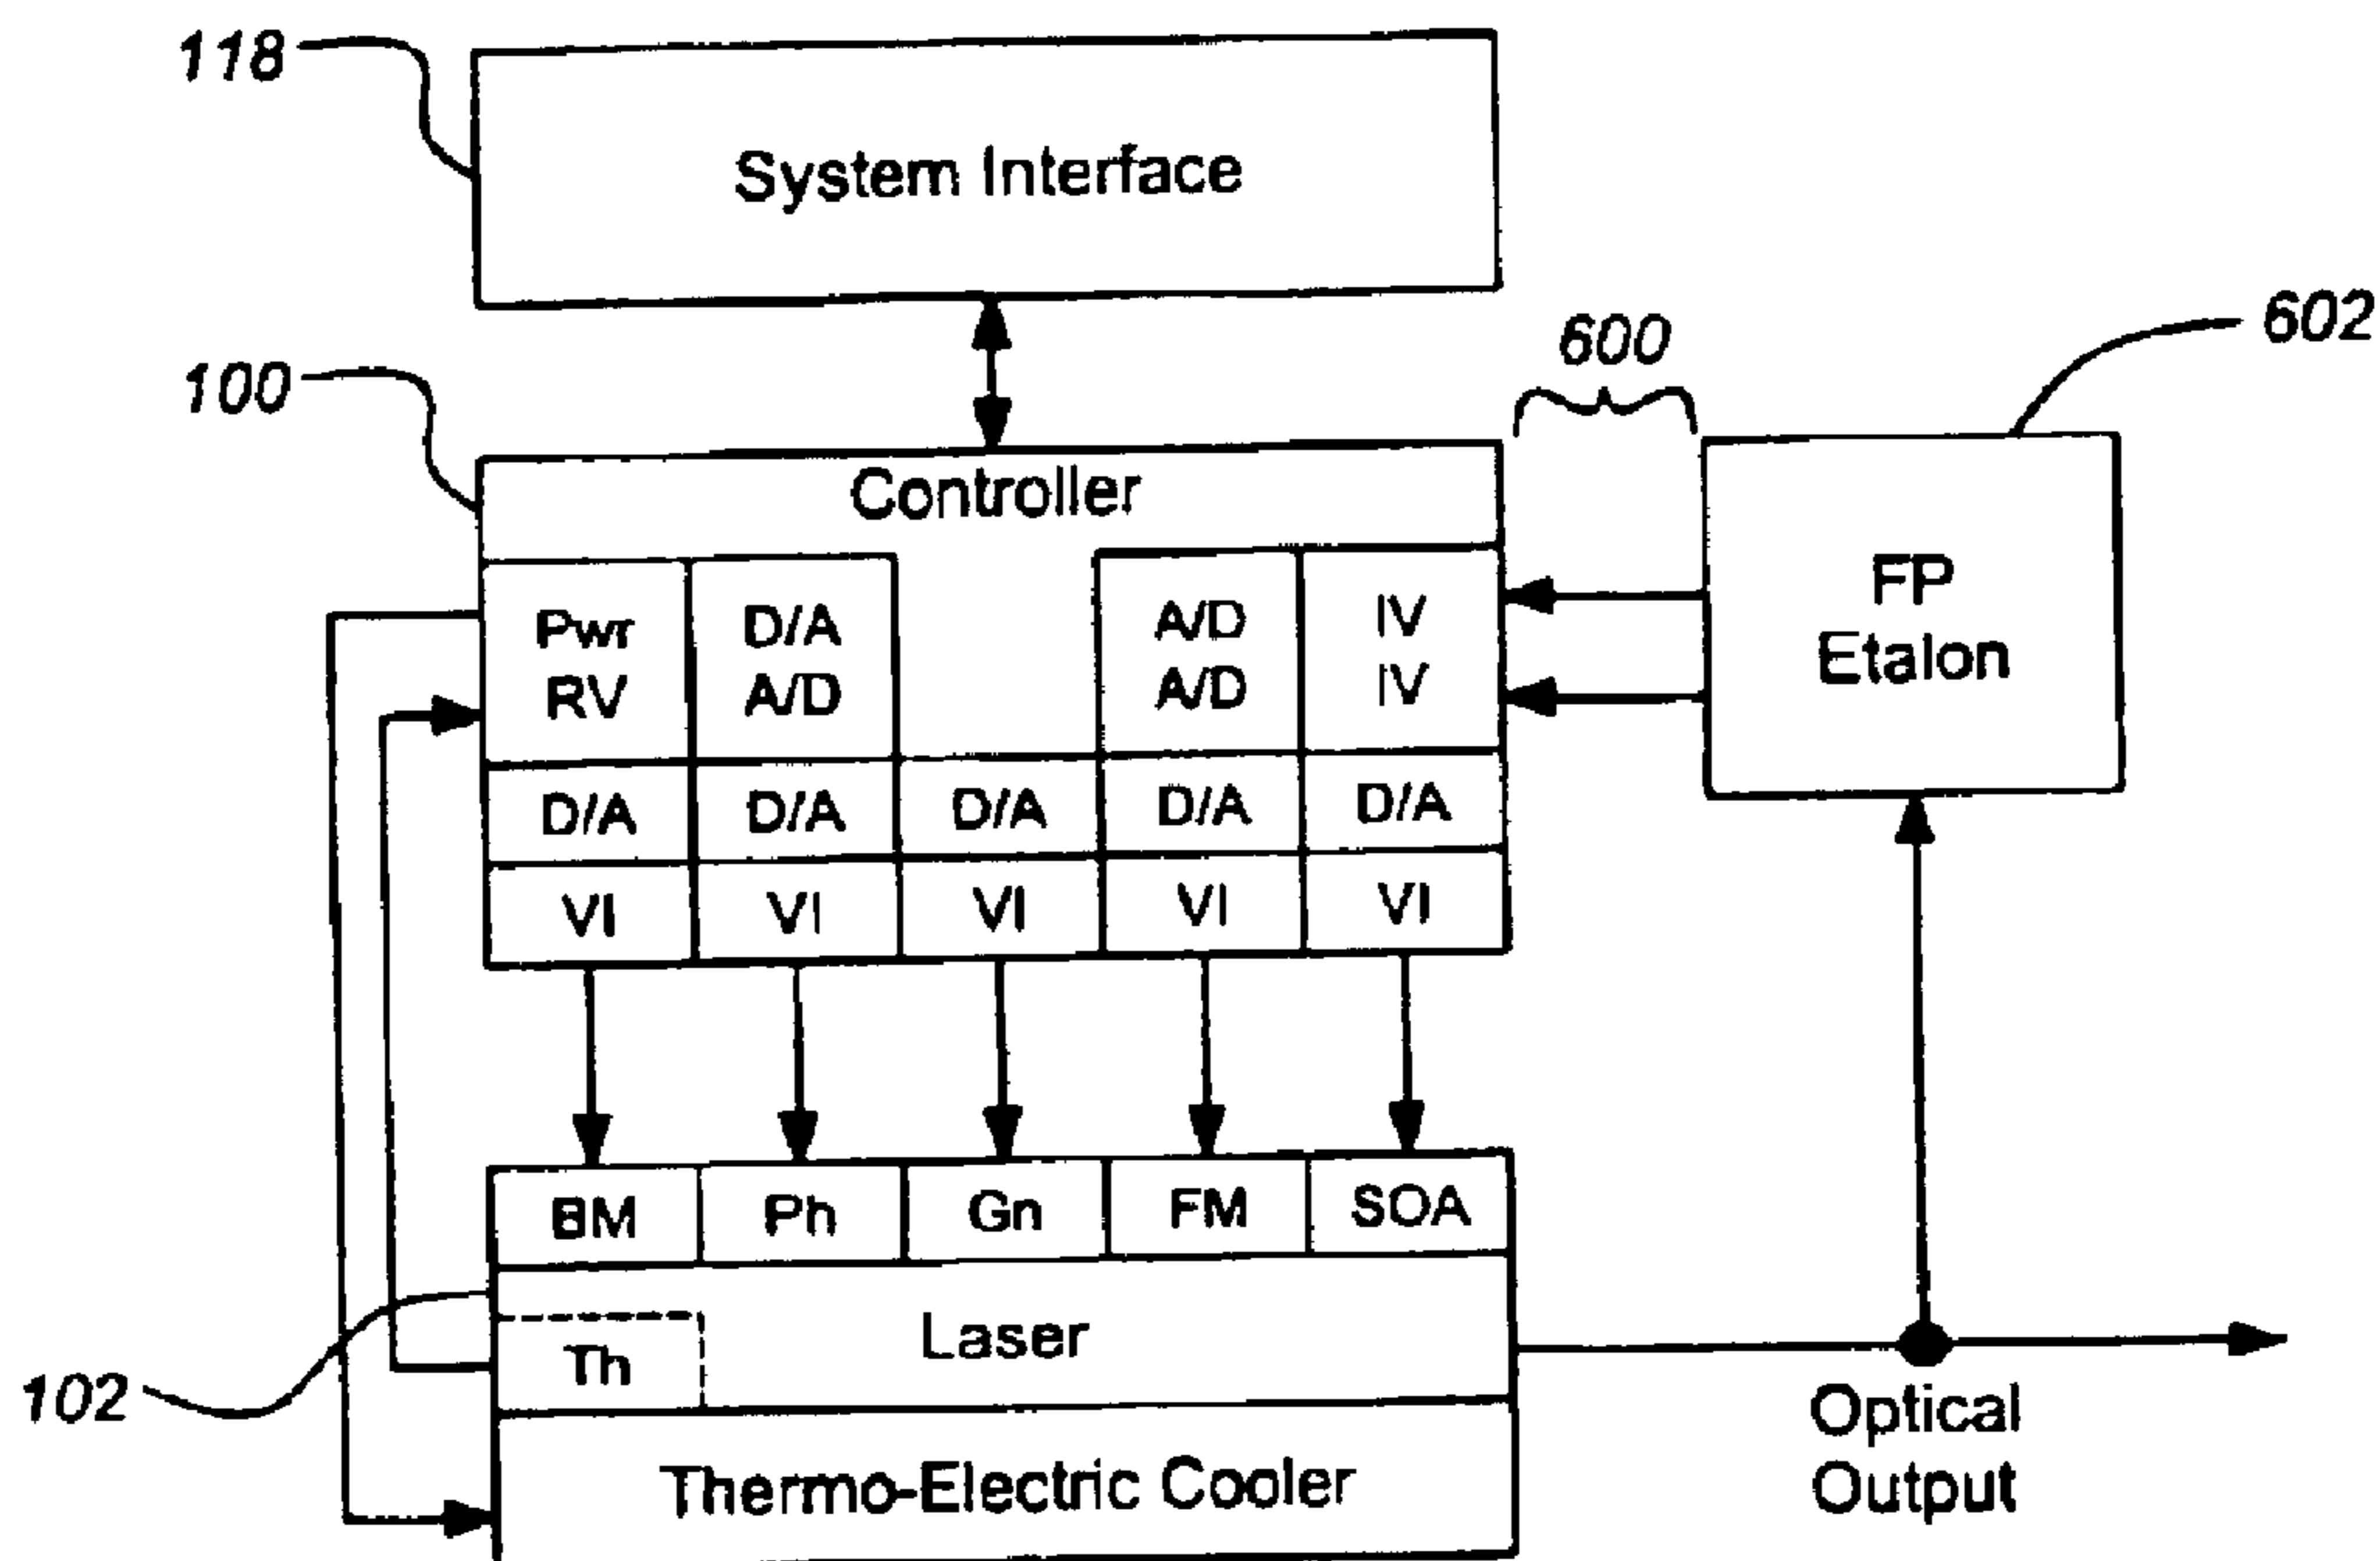 118
System Interface
600
602
100
Controller
Pwr
RV
D/A
A/D
A/D
A/D
IV
IV
FP
Etalon
D/A D/A D/A D/A D/A
VI VI VI VI VI
BM Ph Gn FM SOA
Laser
Th
102
Thermo-Electric Cooler
Optical
Output